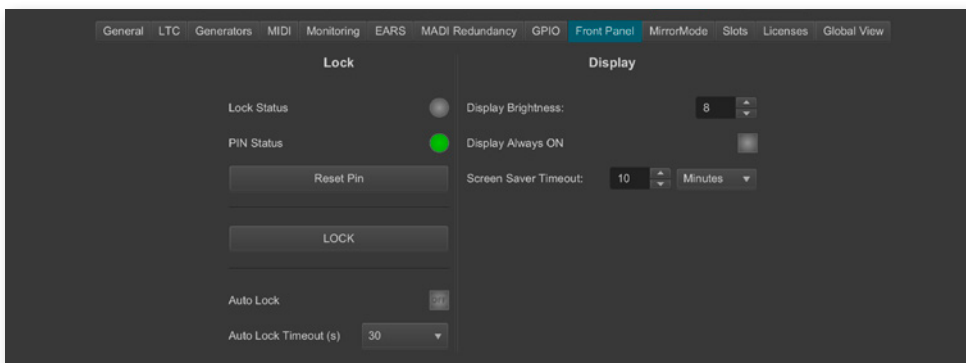 General LTC Generators MIDI Monitoring EARS MADI Redundancy GPIO Front Panel MirrorMode Slots Licenses Global View
Lock
Lock Status
PIN Status
Reset Pin
LOCK
Auto Lock OFF
Auto Lock Timeout (s) 30
Display
Display Brightness: 8
Display Always ON
Screen Saver Timeout: 10 Minutes